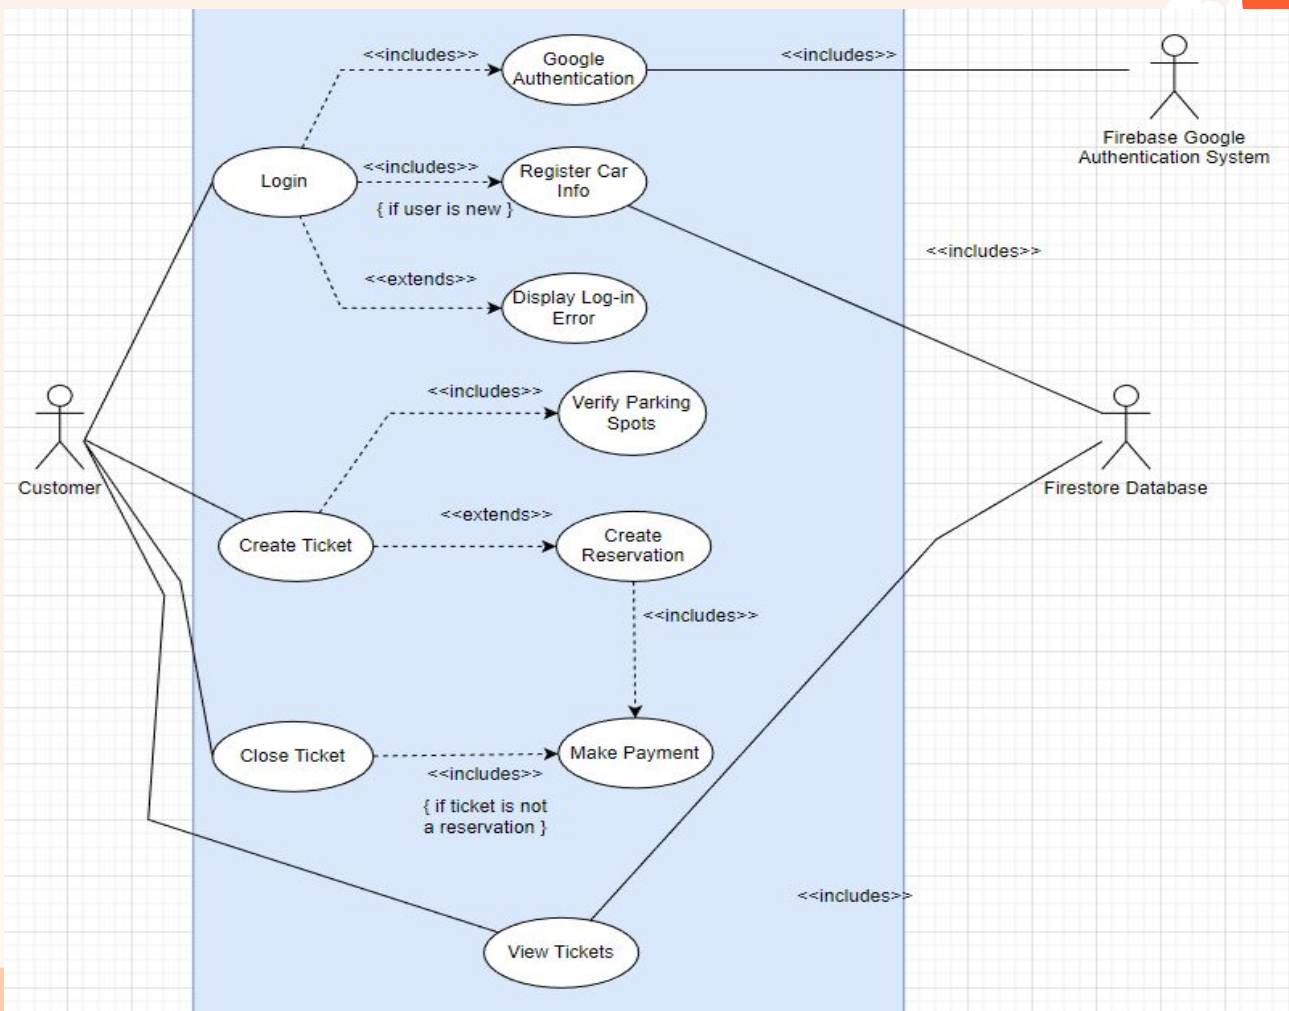 <<includes>>
Google
Authentication
<<includes>>
Firebase Google
Authentication System
Login
<<includes>>
Register Car
Info
{ if user is new }
<<includes>>
<<extends>>
Display Log-in
Error
<<includes>>
Verify Parking
Spots
Customer
Firestore Database
Create Ticket
<<extends>>
Create
Reservation
<<includes>>
Close Ticket
<<includes>>
{ if ticket is not
a reservation }
Make Payment
<<includes>>
View Tickets